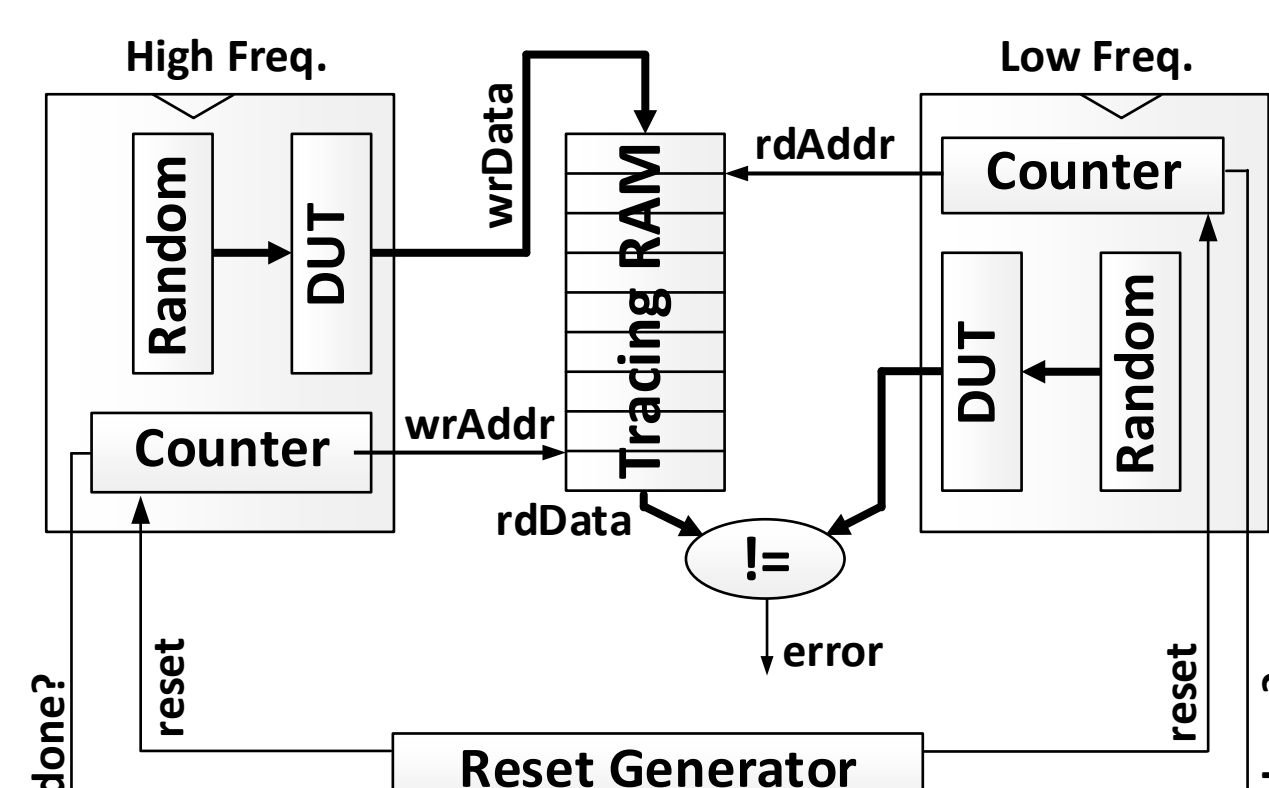 High Freq.
Low Freq.
wrData
rdAddr
Counter
Random
DUT
Tracing RAM
DUT
Random
wrAddr
Counter
rdData
!=
error
reset
reset
done?
Reset Generator